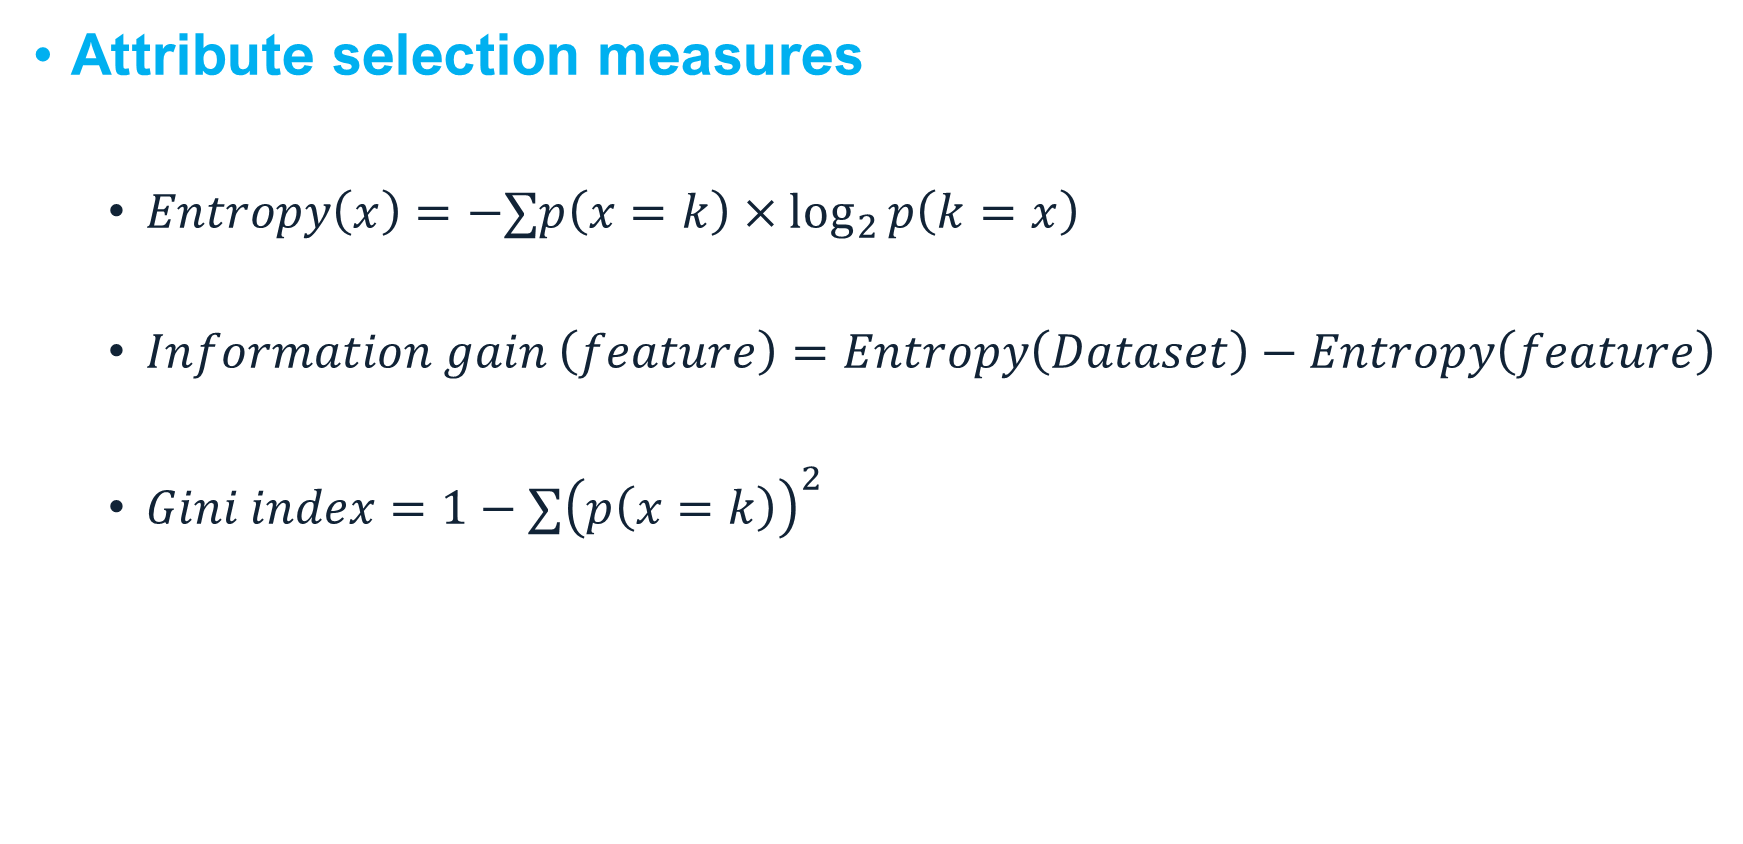 • Attribute selection measures
• Entropy(x) = −∑p(x = k) × log₂ p(k = x)
• Information gain (feature) = Entropy(Dataset) − Entropy(feature)
• Gini index = 1 − ∑(p(x = k))²